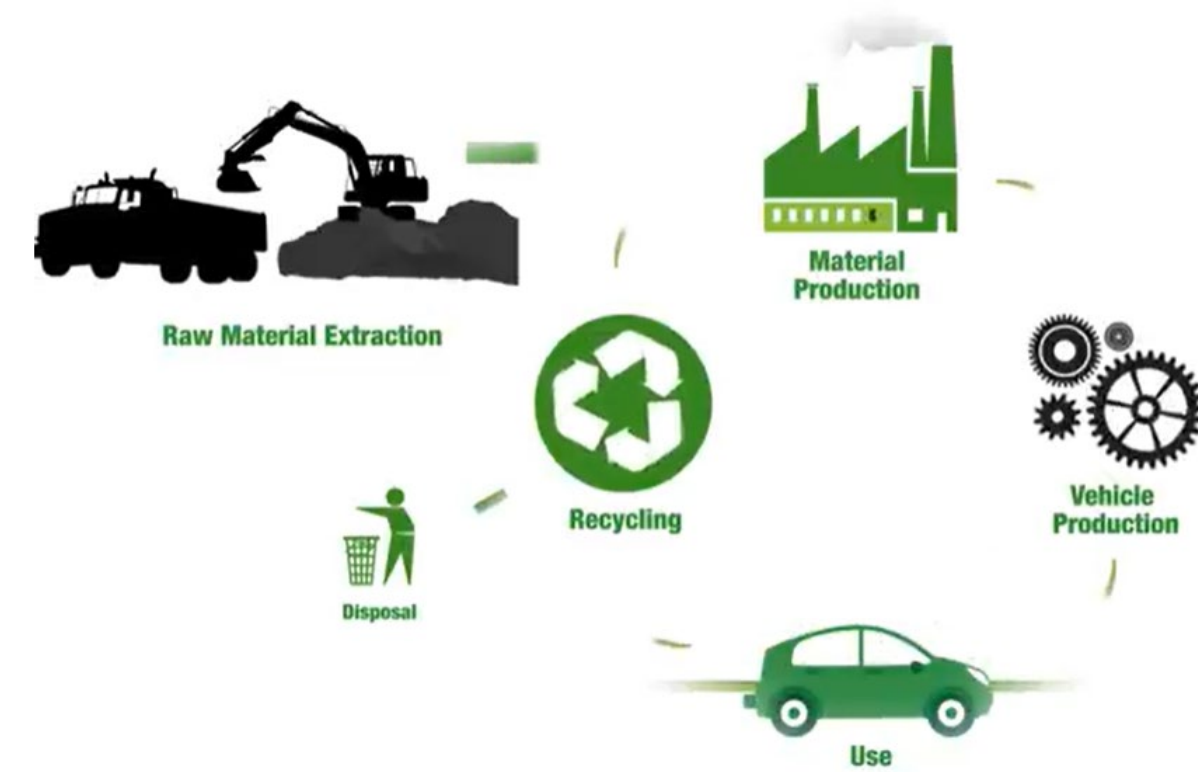 Material
Production
Raw Material Extraction
Vehicle
Production
Recycling
Disposal
Use